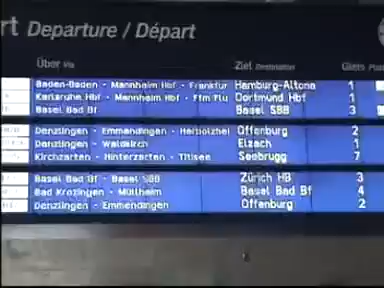 rt Departure / Départ
Über Via Ziel Destination Gleis
Baden-Baden - Mannheim Hbf - Frankfur Hamburg-Altona 1
Karlsruhe Hbf - Mannheim Hbf - Ffm Flu Dortmund Hbf 1
Basel Bad Bf Basel SBB 3
Denzlingen - Emmendingen - Herbolzhei Offenburg 2
Denzlingen - Waldkirch Elzach 1
Kirchzarten - Hinterzarten - Titisee Seebrugg 7
Basel Bad Bf - Basel SBB Zürich HB 3
Bad Krozingen - Müllheim Basel Bad Bf 4
Denzlingen - Emmendingen Offenburg 2